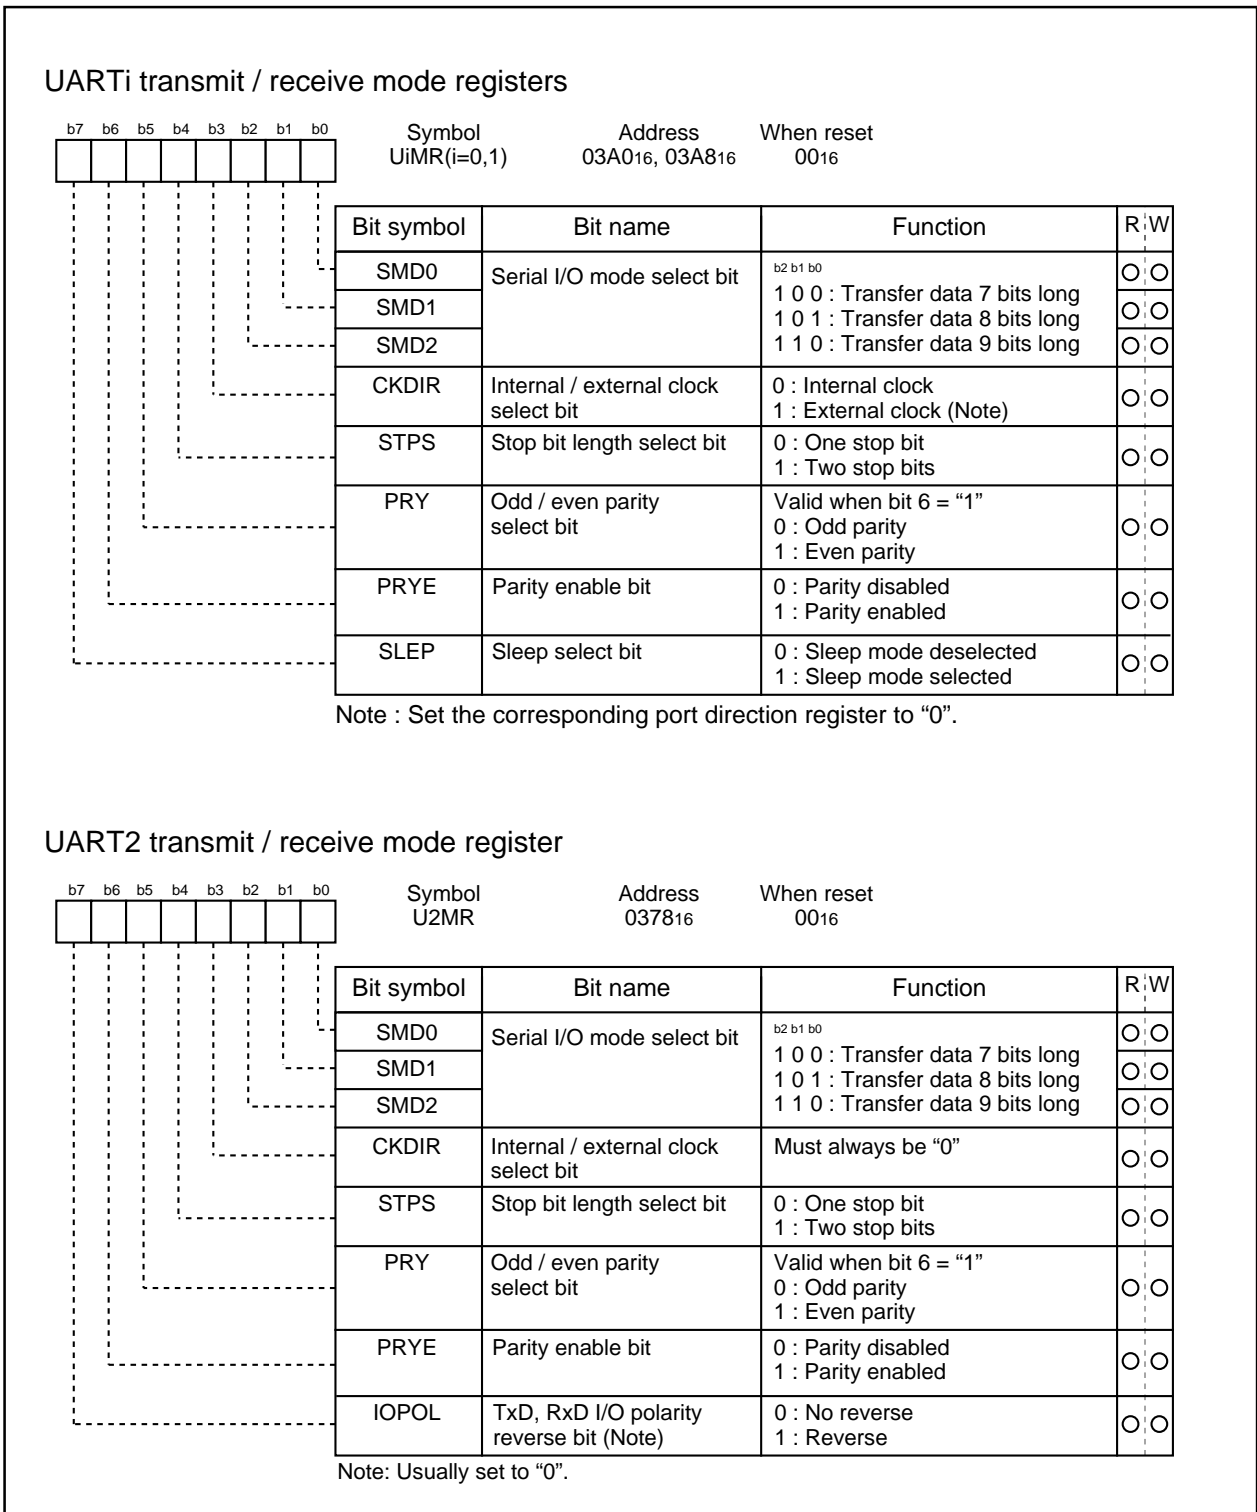 UARTi transmit / receive mode registers
b7 b6 b5 b4 b3 b2 b1 b0
Symbol Address When reset
UiMR(i=0,1) 03A016, 03A816 0016
Bit symbol Bit name Function R W
SMD0 Serial I/O mode select bit b2 b1 b0
1 0 0 : Transfer data 7 bits long
SMD1 1 0 1 : Transfer data 8 bits long
SMD2 1 1 0 : Transfer data 9 bits long
CKDIR Internal / external clock 0 : Internal clock
select bit 1 : External clock (Note)
STPS Stop bit length select bit 0 : One stop bit
1 : Two stop bits
PRY Odd / even parity Valid when bit 6 = “1”
select bit 0 : Odd parity
1 : Even parity
PRYE Parity enable bit 0 : Parity disabled
1 : Parity enabled
SLEP Sleep select bit 0 : Sleep mode deselected
1 : Sleep mode selected
Note : Set the corresponding port direction register to “0”.
UART2 transmit / receive mode register
b7 b6 b5 b4 b3 b2 b1 b0
Symbol Address When reset
U2MR 037816 0016
Bit symbol Bit name Function R W
SMD0 Serial I/O mode select bit b2 b1 b0
1 0 0 : Transfer data 7 bits long
SMD1 1 0 1 : Transfer data 8 bits long
SMD2 1 1 0 : Transfer data 9 bits long
CKDIR Internal / external clock Must always be “0”
select bit
STPS Stop bit length select bit 0 : One stop bit
1 : Two stop bits
PRY Odd / even parity Valid when bit 6 = “1”
select bit 0 : Odd parity
1 : Even parity
PRYE Parity enable bit 0 : Parity disabled
1 : Parity enabled
IOPOL TxD, RxD I/O polarity 0 : No reverse
reverse bit (Note) 1 : Reverse
Note: Usually set to “0”.